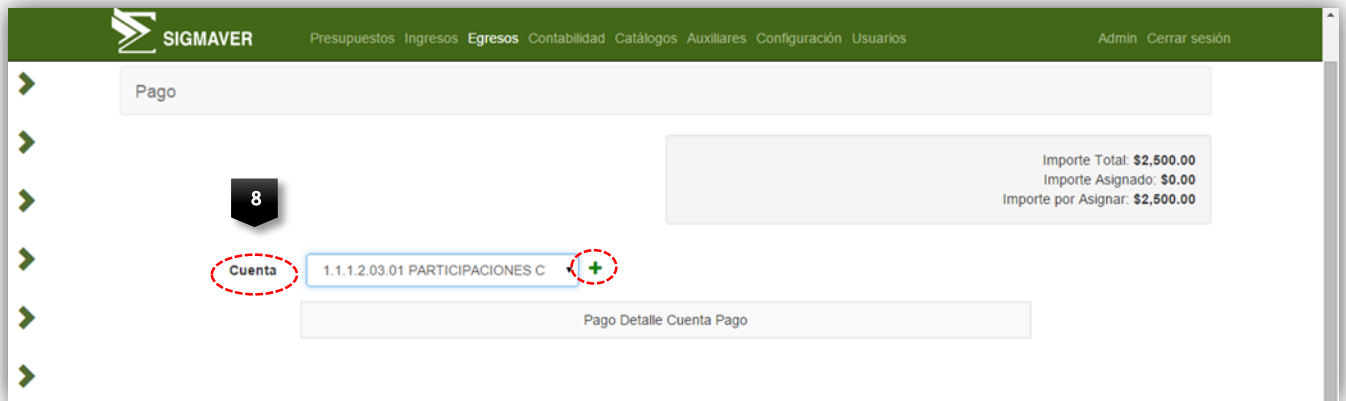 SIGMAVER Presupuestos Ingresos Egresos Contabilidad Catálogos Auxiliares Configuración Usuarios Admin Cerrar sesión
Pago
Importe Total: $2,500.00
Importe Asignado: $0.00
Importe por Asignar: $2,500.00
8
Cuenta 1.1.1.2.03.01 PARTICIPACIONES C
Pago Detalle Cuenta Pago